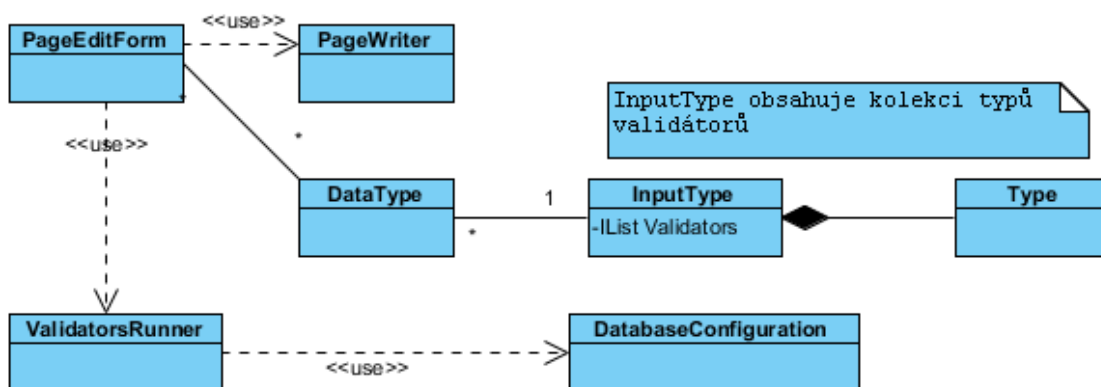 <<use>>
PageEditForm
PageWriter
*
<<use>>
*
InputType obsahuje kolekci typů
validátorů
DataType
1
InputType
Type
*
-IList Validators
ValidatorsRunner
DatabaseConfiguration
<<use>>